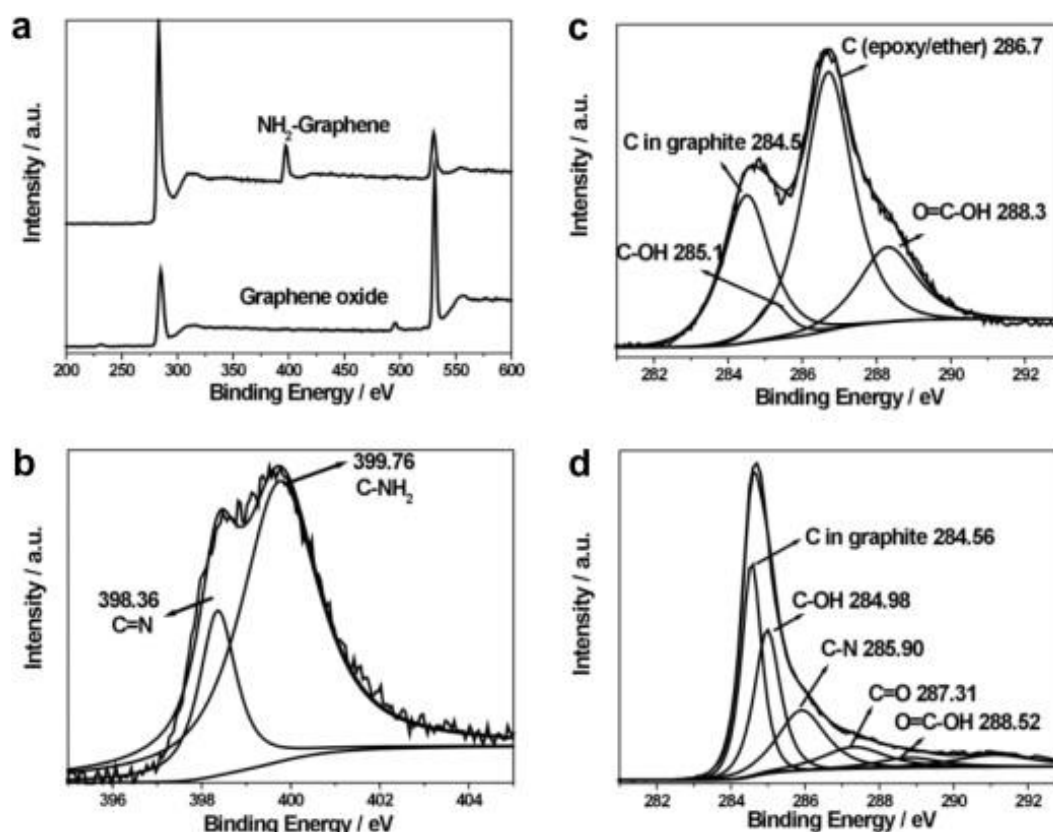 a
Intensity / a.u.
NH2-Graphene
Graphene oxide
200 250 300 350 400 450 500 550 600
Binding Energy / eV
c
Intensity / a.u.
C (epoxy/ether) 286.7
C in graphite 284.5
O=C-OH 288.3
C-OH 285.1
282 284 286 288 290 292
Binding Energy / eV
b
Intensity / a.u.
399.76
C-NH2
398.36
C=N
396 398 400 402 404
Binding Energy / eV
d
Intensity / a.u.
C in graphite 284.56
C-OH 284.98
C-N 285.90
C=O 287.31
O=C-OH 288.52
282 284 286 288 290 292
Binding Energy / eV